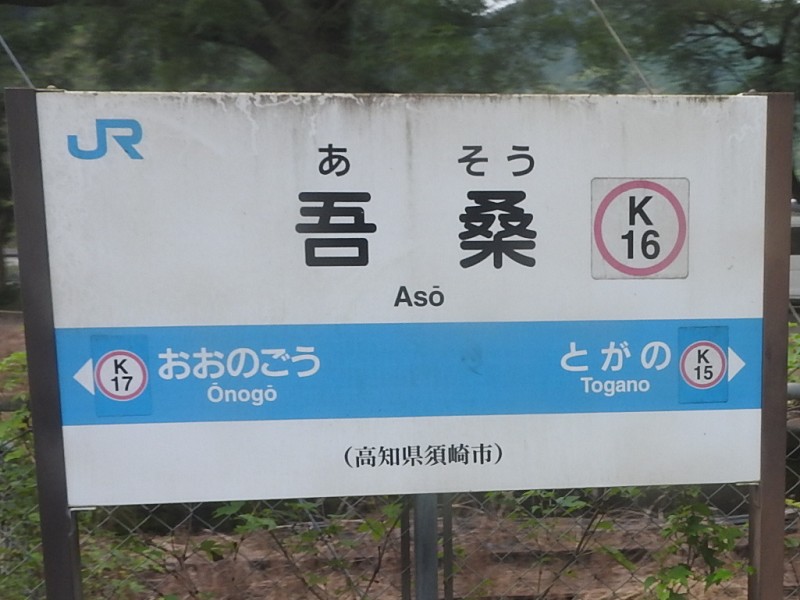 JR
あ そう
吾 桑
K
16
Asō
K
17
おおのごう
Ōnogō
とがの
Togano
K
15
(高知県須崎市)